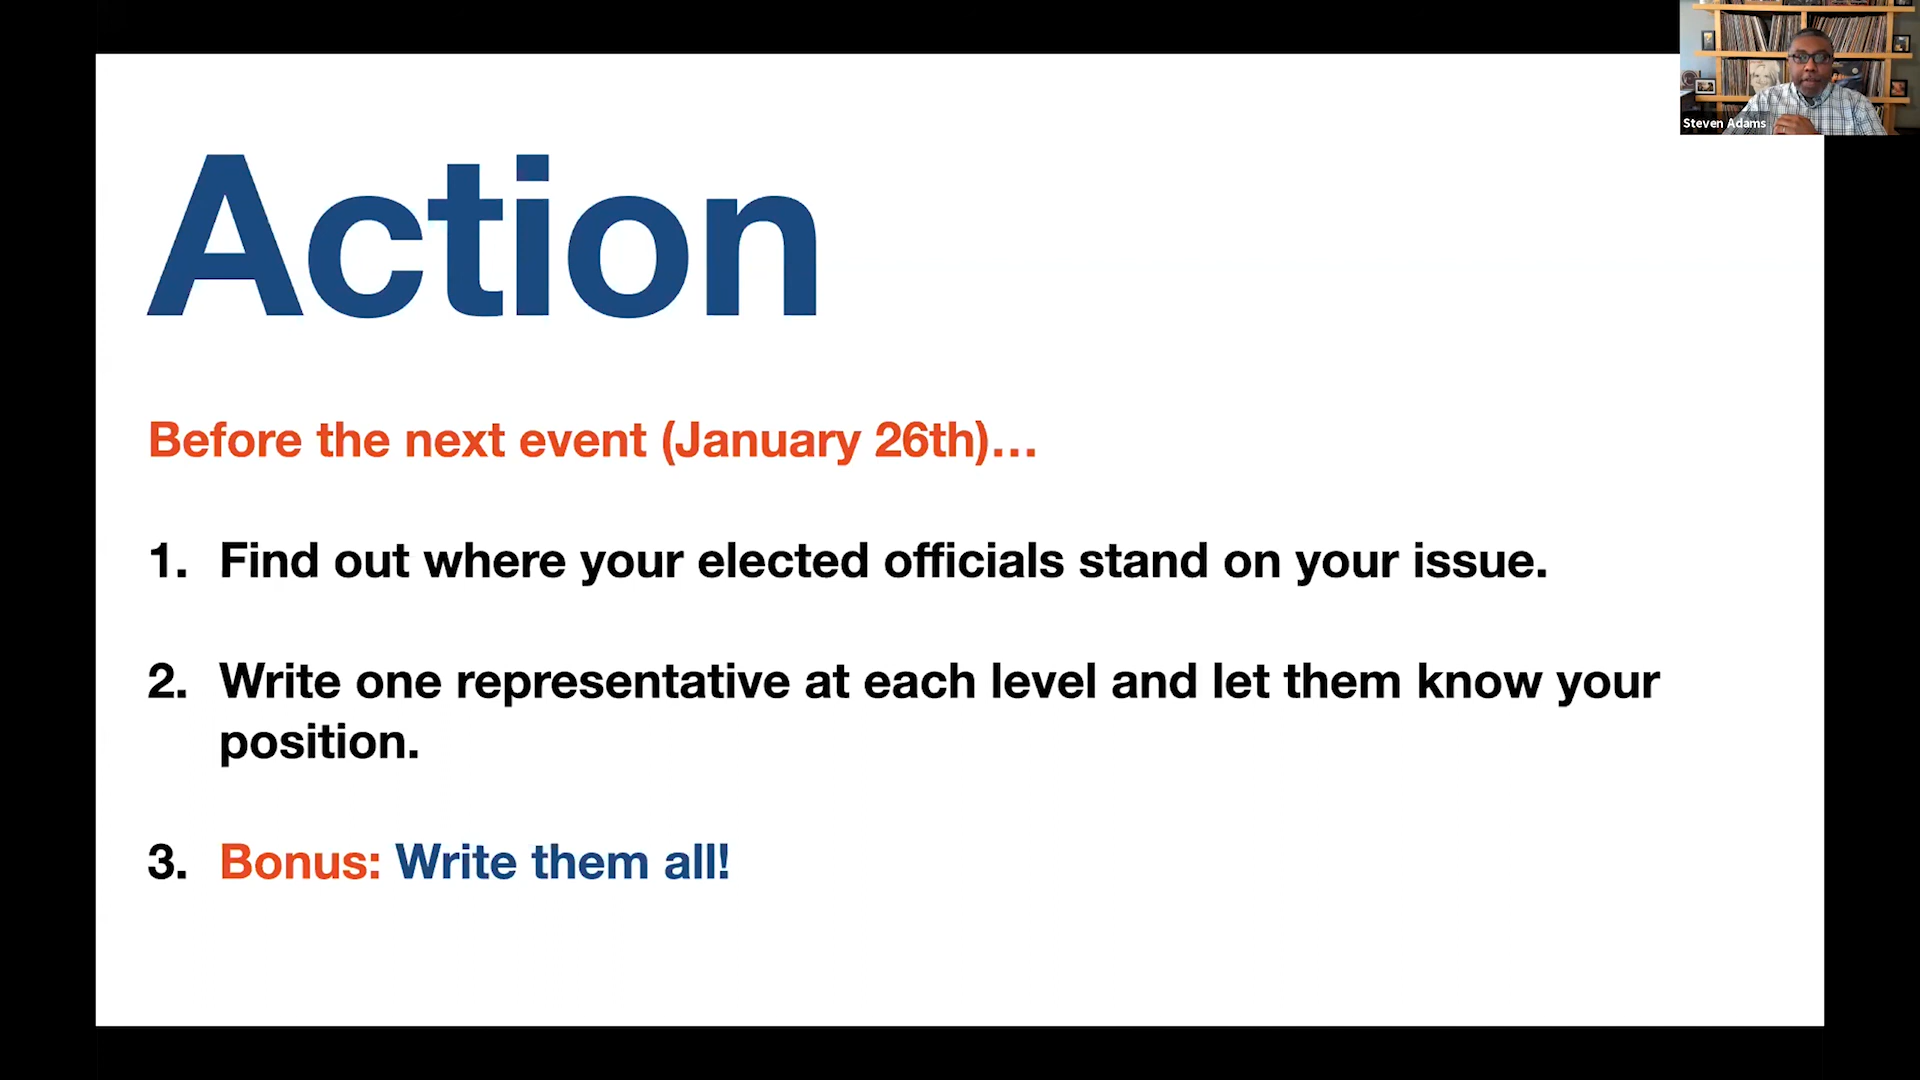 Steven Adams
Action
Before the next event (January 26th)…
1. Find out where your elected officials stand on your issue.
2. Write one representative at each level and let them know your
position.
3. Bonus: Write them all!